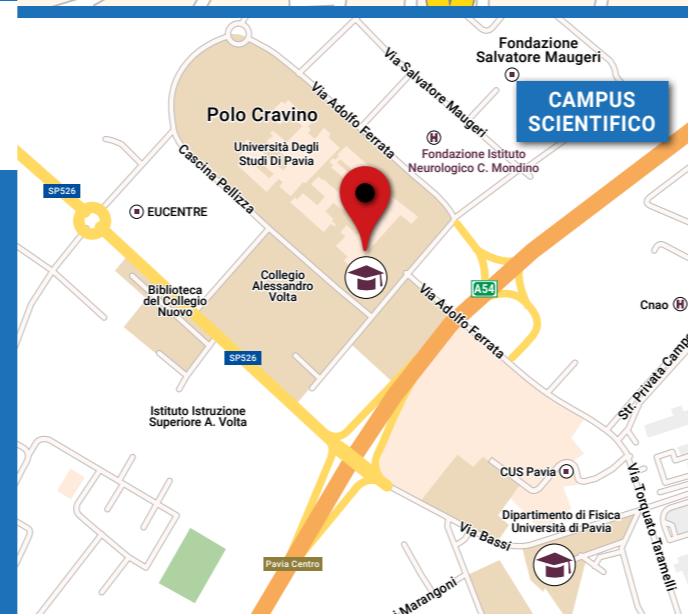 Fondazione
Salvatore Maugeri
Via Salvatore Maugeri
CAMPUS
SCIENTIFICO
Via Adolfo Ferrata
Polo Cravino
Università Degli
Studi Di Pavia
H
Fondazione Istituto
Neurologico C. Mondino
Cascina Pellizza
SP526
EUCENTRE
Collegio
Alessandro
Volta
Biblioteca
del Collegio
Nuovo
A54
Via Adolfo Ferrata
Cnao H
SP526
Str. Privata Campe
Istituto Istruzione
Superiore A. Volta
CUS Pavia
Via Torquato Taramelli
Dipartimento di Fisica
Università di Pavia
Via Bassi
Pavia Centro
i Marangoni